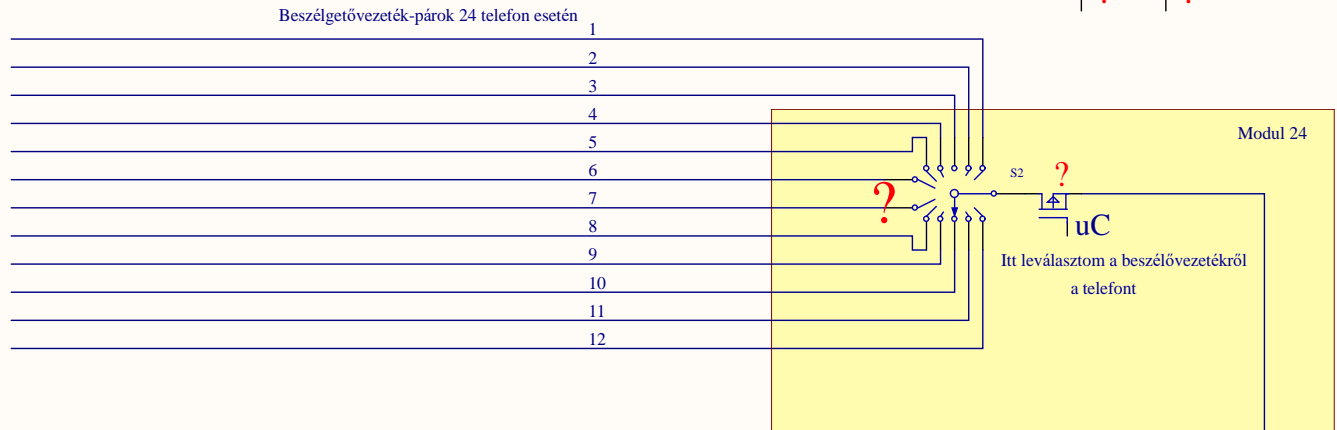 ? ?
Beszélgetővezeték-párok 24 telefon esetén
1
2
3
4
5
6
7
8
9
10
11
12
Modul 24
S2
?
?
uC
Itt leválasztom a beszélővezetékről
a telefont